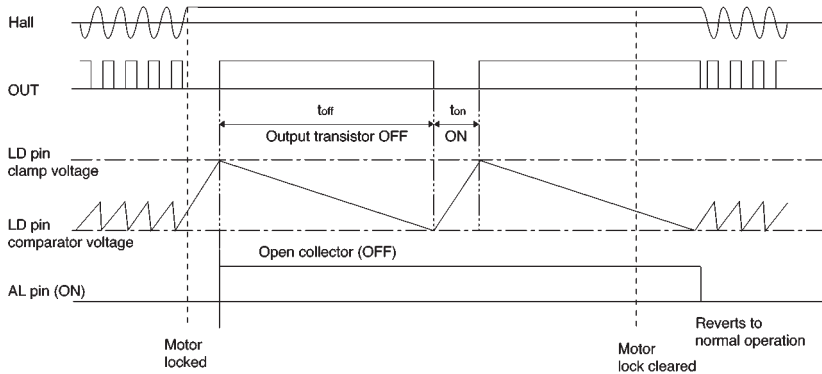 Hall
OUT
toff
ton
Output transistor OFF
ON
LD pin
clamp voltage
LD pin
comparator voltage
Open collector (OFF)
AL pin (ON)
Motor
locked
Motor
lock cleared
Reverts to
normal operation